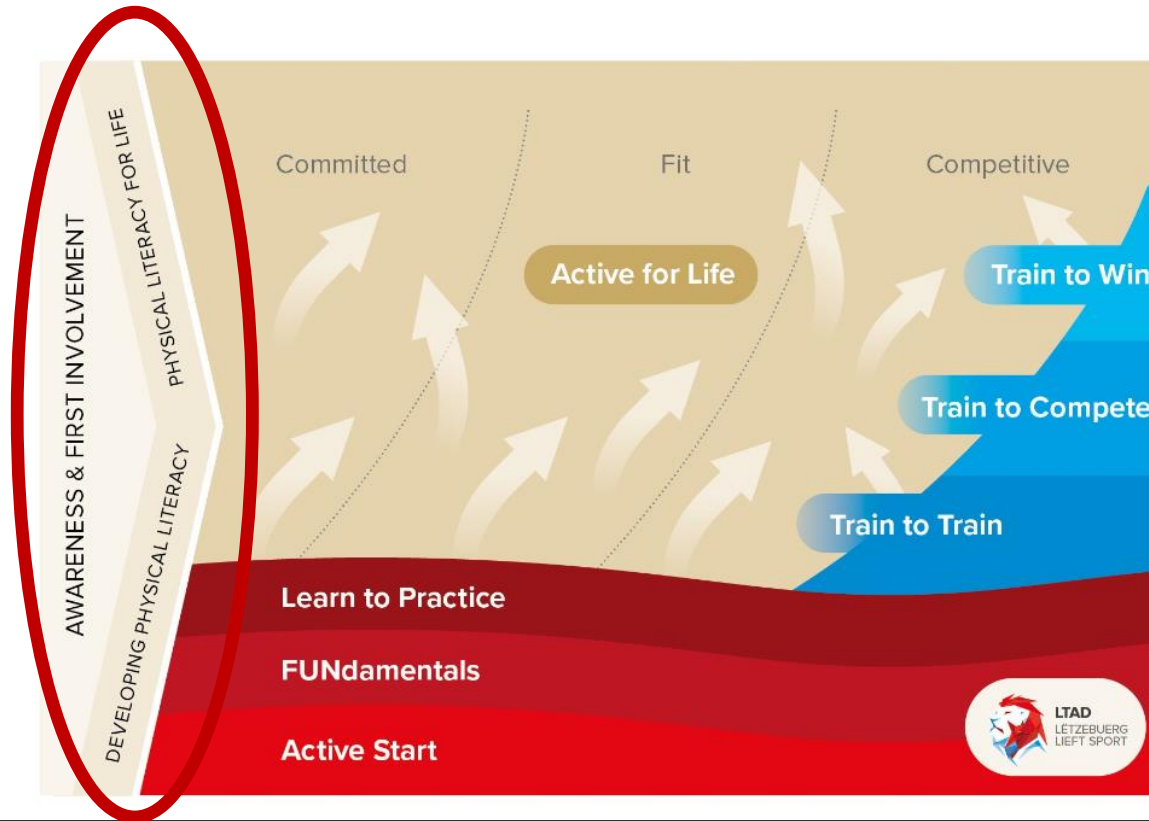 AWARENESS & FIRST INVOLVEMENT
PHYSICAL LITERACY FOR LIFE
DEVELOPING PHYSICAL LITERACY
Committed
Fit
Competitive
Active for Life
Train to Win
Train to Compete
Train to Train
Learn to Practice
FUNdamentals
Active Start
LTAD
LËTZEBUERG
LIEFT SPORT